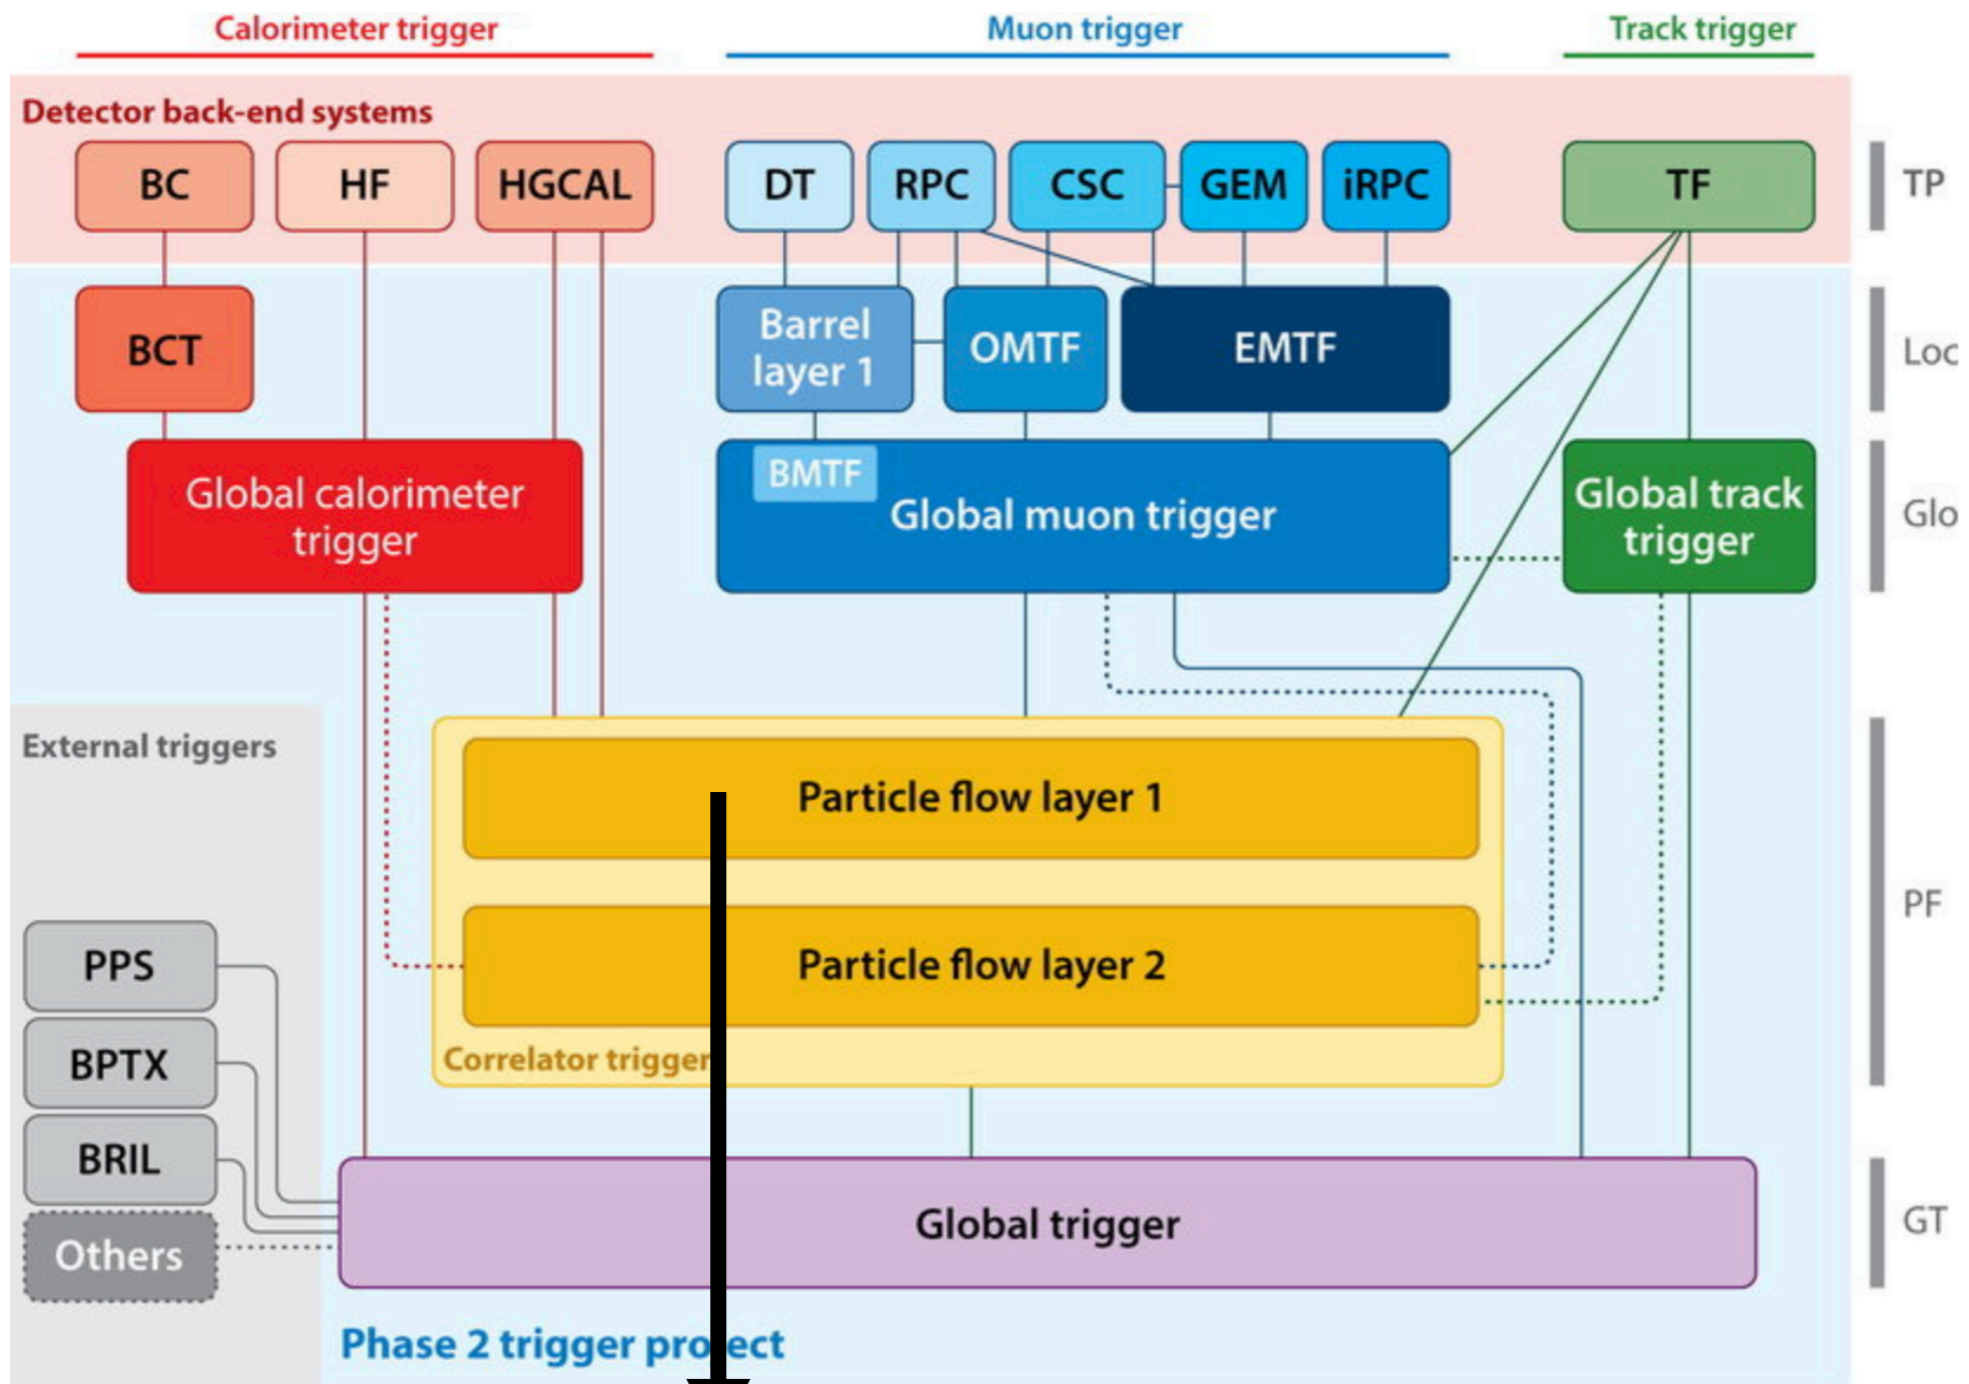 Calorimeter trigger
Muon trigger
Track trigger
Detector back-end systems
BC
HF
HGCAL
DT
RPC
CSC
GEM
iRPC
TF
TP
BCT
Barrel
layer 1
OMTF
EMTF
Loc
Global calorimeter
trigger
BMTF
Global muon trigger
Global track
trigger
Glo
External triggers
Particle flow layer 1
Particle flow layer 2
Correlator trigger
PF
PPS
BPTX
BRIL
Others
Global trigger
GT
Phase 2 trigger project